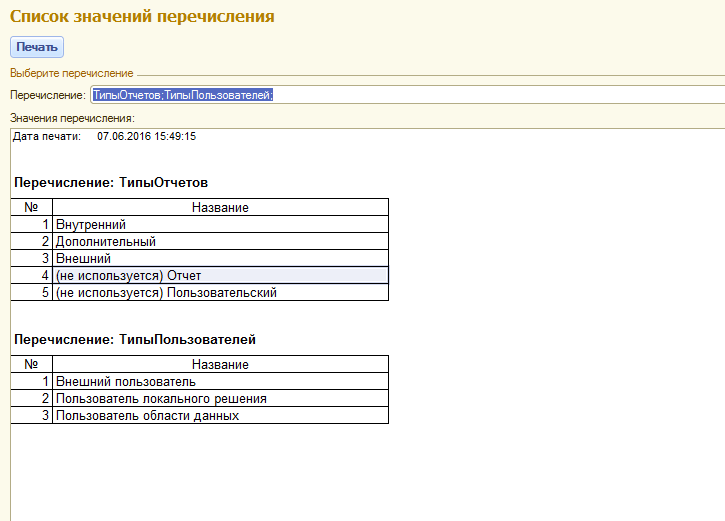 Список значений перечисления
Печать
Выберите перечисление
Перечисление: ТипыОтчетов;ТипыПользователей;
Значения перечисления:
Дата печати: 07.06.2016 15:49:15
Перечисление: ТипыОтчетов
№ Название
1 Внутренний
2 Дополнительный
3 Внешний
4 (не используется) Отчет
5 (не используется) Пользовательский
Перечисление: ТипыПользователей
№ Название
1 Внешний пользователь
2 Пользователь локального решения
3 Пользователь области данных